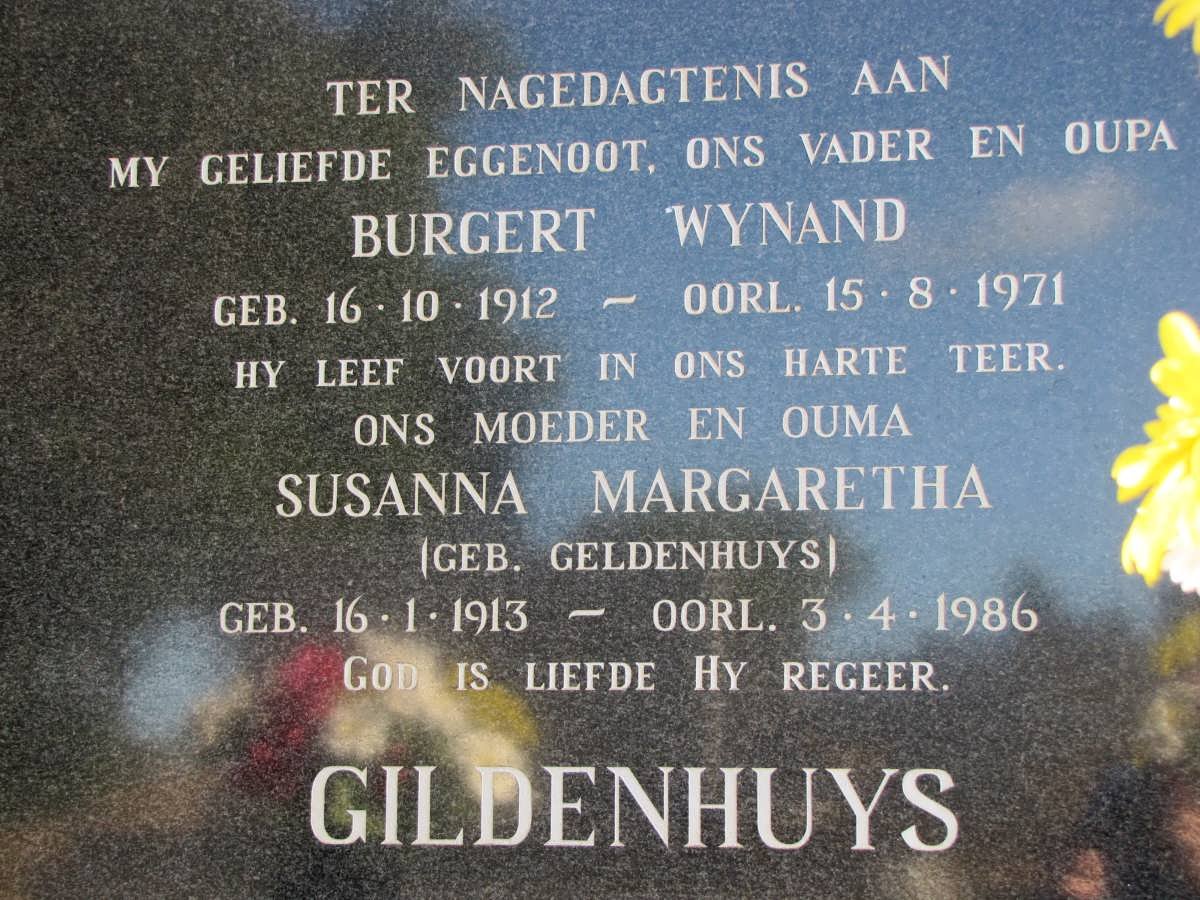 TER NAGEDAGTENIS AAN
MY GELIEFDE EGGENOOT, ONS VADER EN OUPA
BURGERT WYNAND
GEB. 16·10·1912 ~ OORL. 15·8·1971
HY LEEF VOORT IN ONS HARTE TEER.
ONS MOEDER EN OUMA
SUSANNA MARGARETHA
(GEB. GELDENHUYS)
GEB. 16·1·1913 ~ OORL. 3·4·1986
GOD IS LIEFDE HY REGEER.
GILDENHUYS